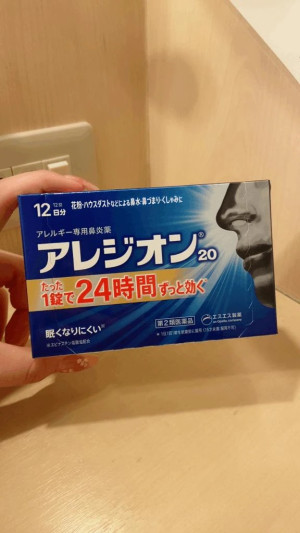 12日分 12錠
花粉・ハウスダストなどによる鼻水・鼻づまり・くしゃみに
アレルギー専用鼻炎薬
アレジオン®20
たった1錠で24時間ずっと効く
眠くなりにくい※
第2類医薬品
エスエス製薬